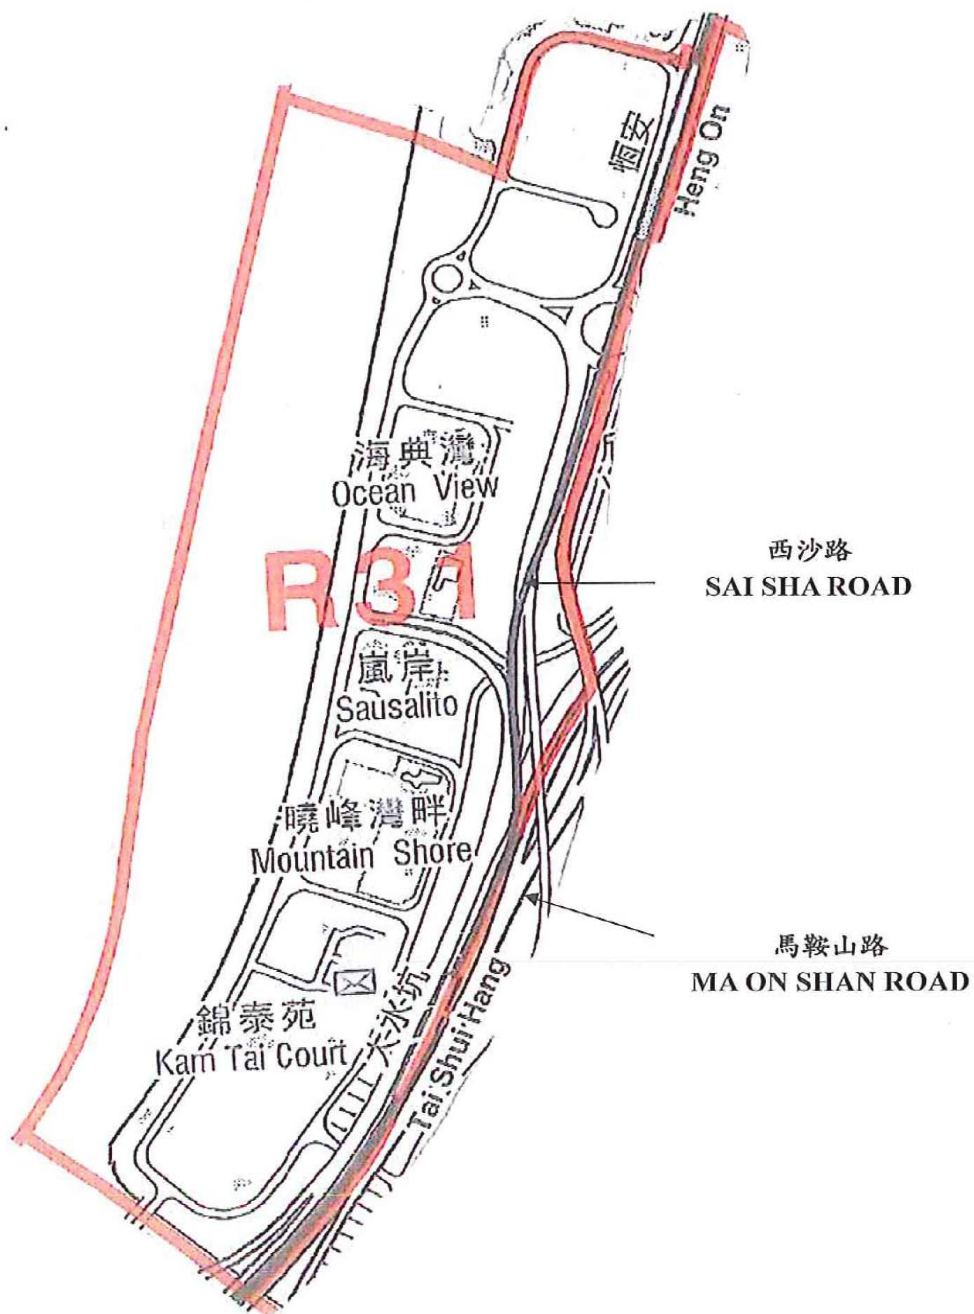 恆安
Heng On
海典灣
Ocean View
R31
西沙路
SAI SHA ROAD
嵐岸
Sausalito
曉峰灣畔
Mountain Shore
馬鞍山路
MA ON SHAN ROAD
錦泰苑
Kam Tai Court
大水坑
Tai Shui Hang